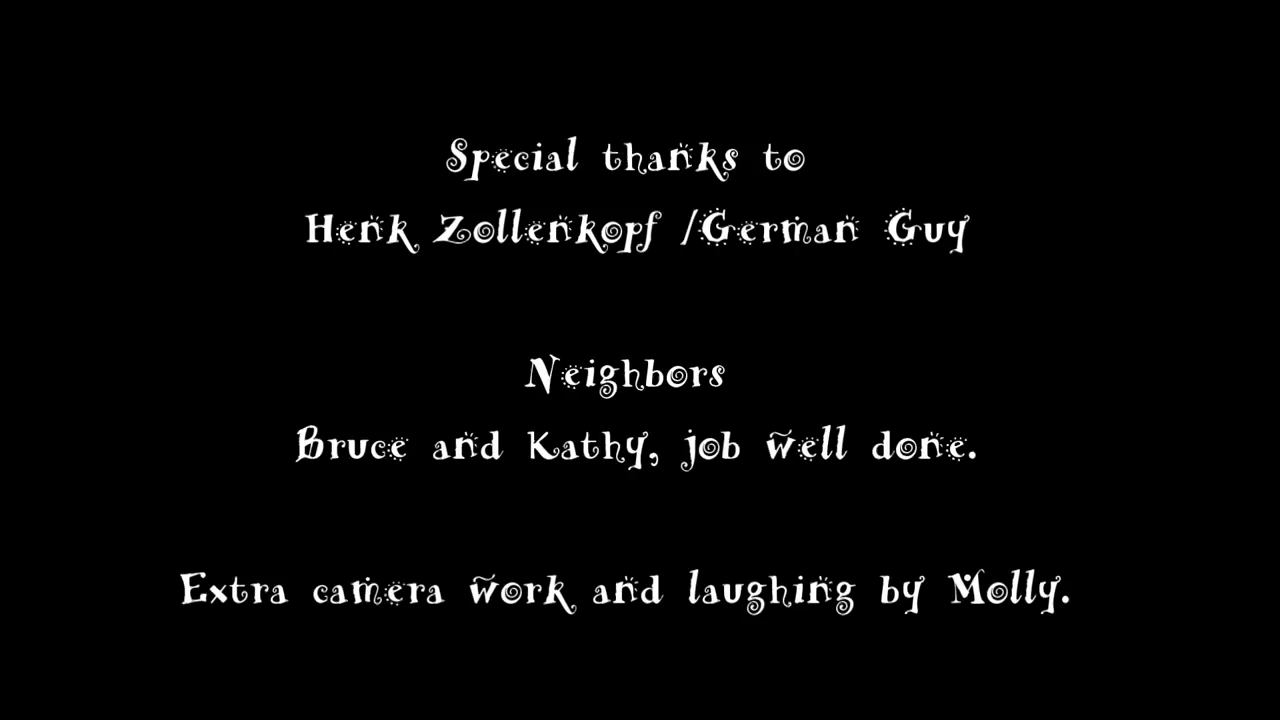 Special thanks to
Henk Zollenkopf /German Guy
Neighbors
Bruce and Kathy, job well done.
Extra camera work and laughing by Molly.